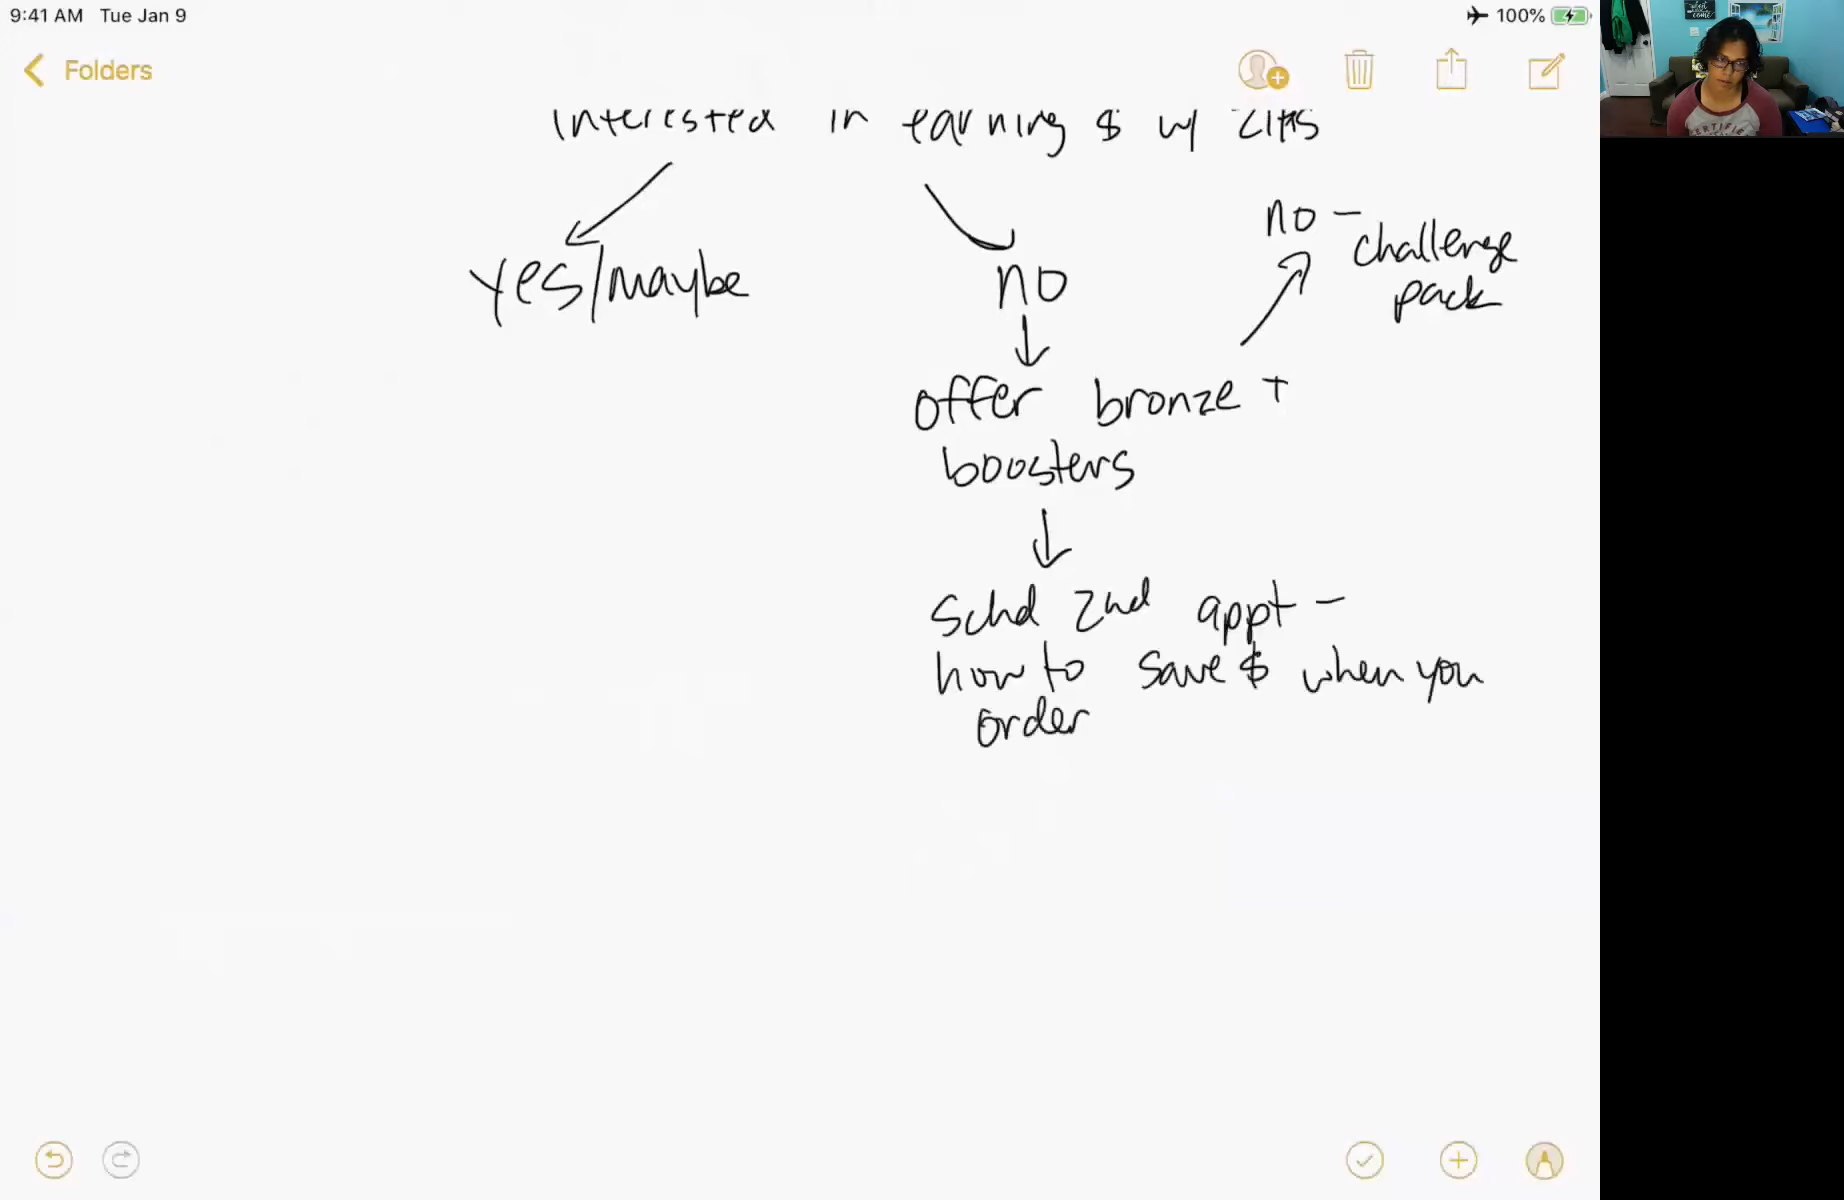 9:41 AM Tue Jan 9
100%
Folders
interested in earning $ w/
yes/maybe
no
no - challenge
pack
offer bronze +
boosters
Schd 2nd appt -
how to save $ when you
order